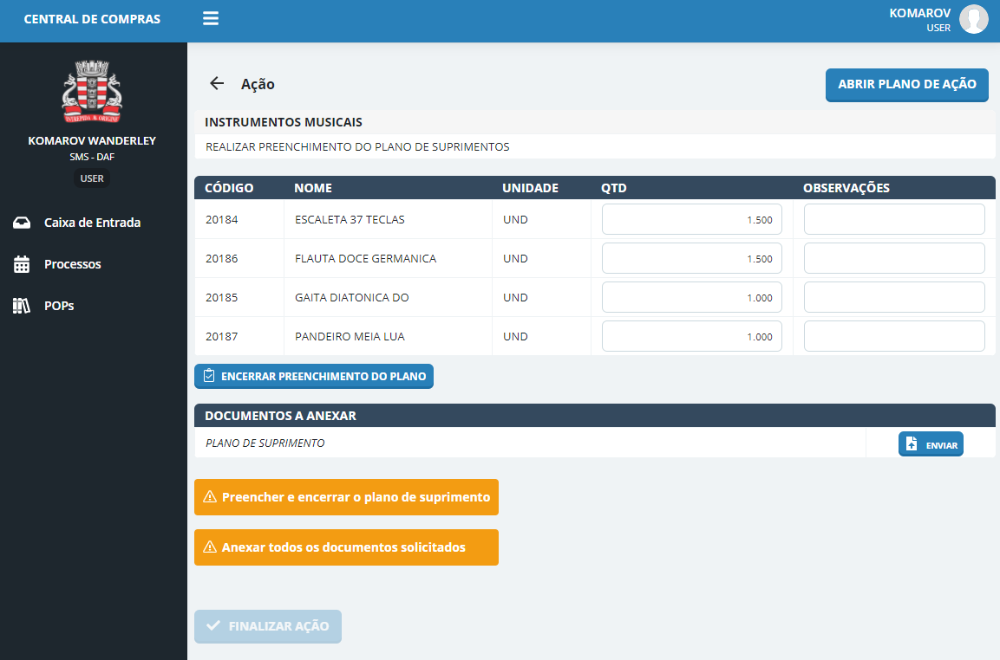 CENTRAL DE COMPRAS
KOMAROV
USER
INTREPIDA & ORIGINE
KOMAROV WANDERLEY
SMS - DAF
USER
Caixa de Entrada
Processos
POPs
Ação
ABRIR PLANO DE AÇÃO
INSTRUMENTOS MUSICAIS
REALIZAR PREENCHIMENTO DO PLANO DE SUPRIMENTOS
CÓDIGO NOME UNIDADE QTD OBSERVAÇÕES
20184 ESCALETA 37 TECLAS UND 1.500
20186 FLAUTA DOCE GERMANICA UND 1.500
20185 GAITA DIATONICA DO UND 1.000
20187 PANDEIRO MEIA LUA UND 1.000
ENCERRAR PREENCHIMENTO DO PLANO
DOCUMENTOS A ANEXAR
PLANO DE SUPRIMENTO ENVIAR
Preencher e encerrar o plano de suprimento
Anexar todos os documentos solicitados
FINALIZAR AÇÃO